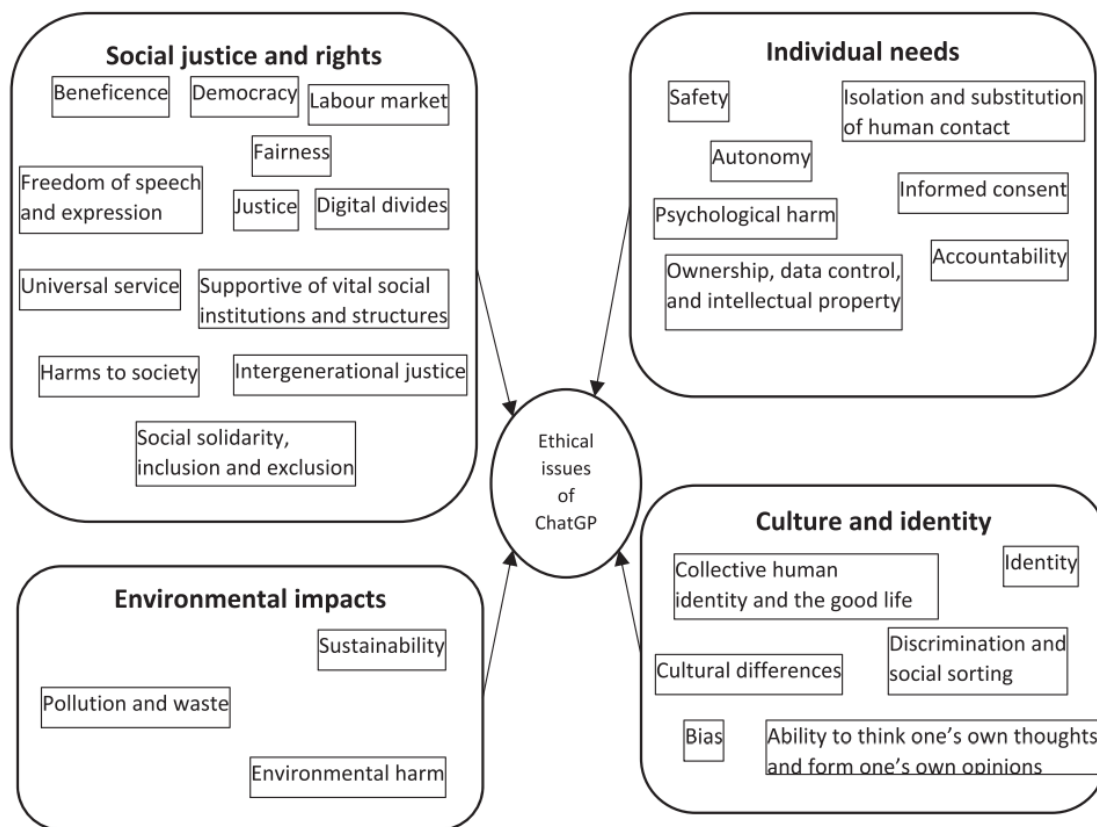 Social justice and rights
Beneficence
Democracy
Labour market
Fairness
Freedom of speech
and expression
Justice
Digital divides
Universal service
Supportive of vital social
institutions and structures
Harms to society
Intergenerational justice
Social solidarity,
inclusion and exclusion
Individual needs
Safety
Isolation and substitution
of human contact
Autonomy
Informed consent
Psychological harm
Accountability
Ownership, data control,
and intellectual property
Ethical
issues
of
ChatGP
Environmental impacts
Sustainability
Pollution and waste
Environmental harm
Culture and identity
Identity
Collective human
identity and the good life
Discrimination and
social sorting
Cultural differences
Bias
Ability to think one's own thoughts
and form one's own opinions